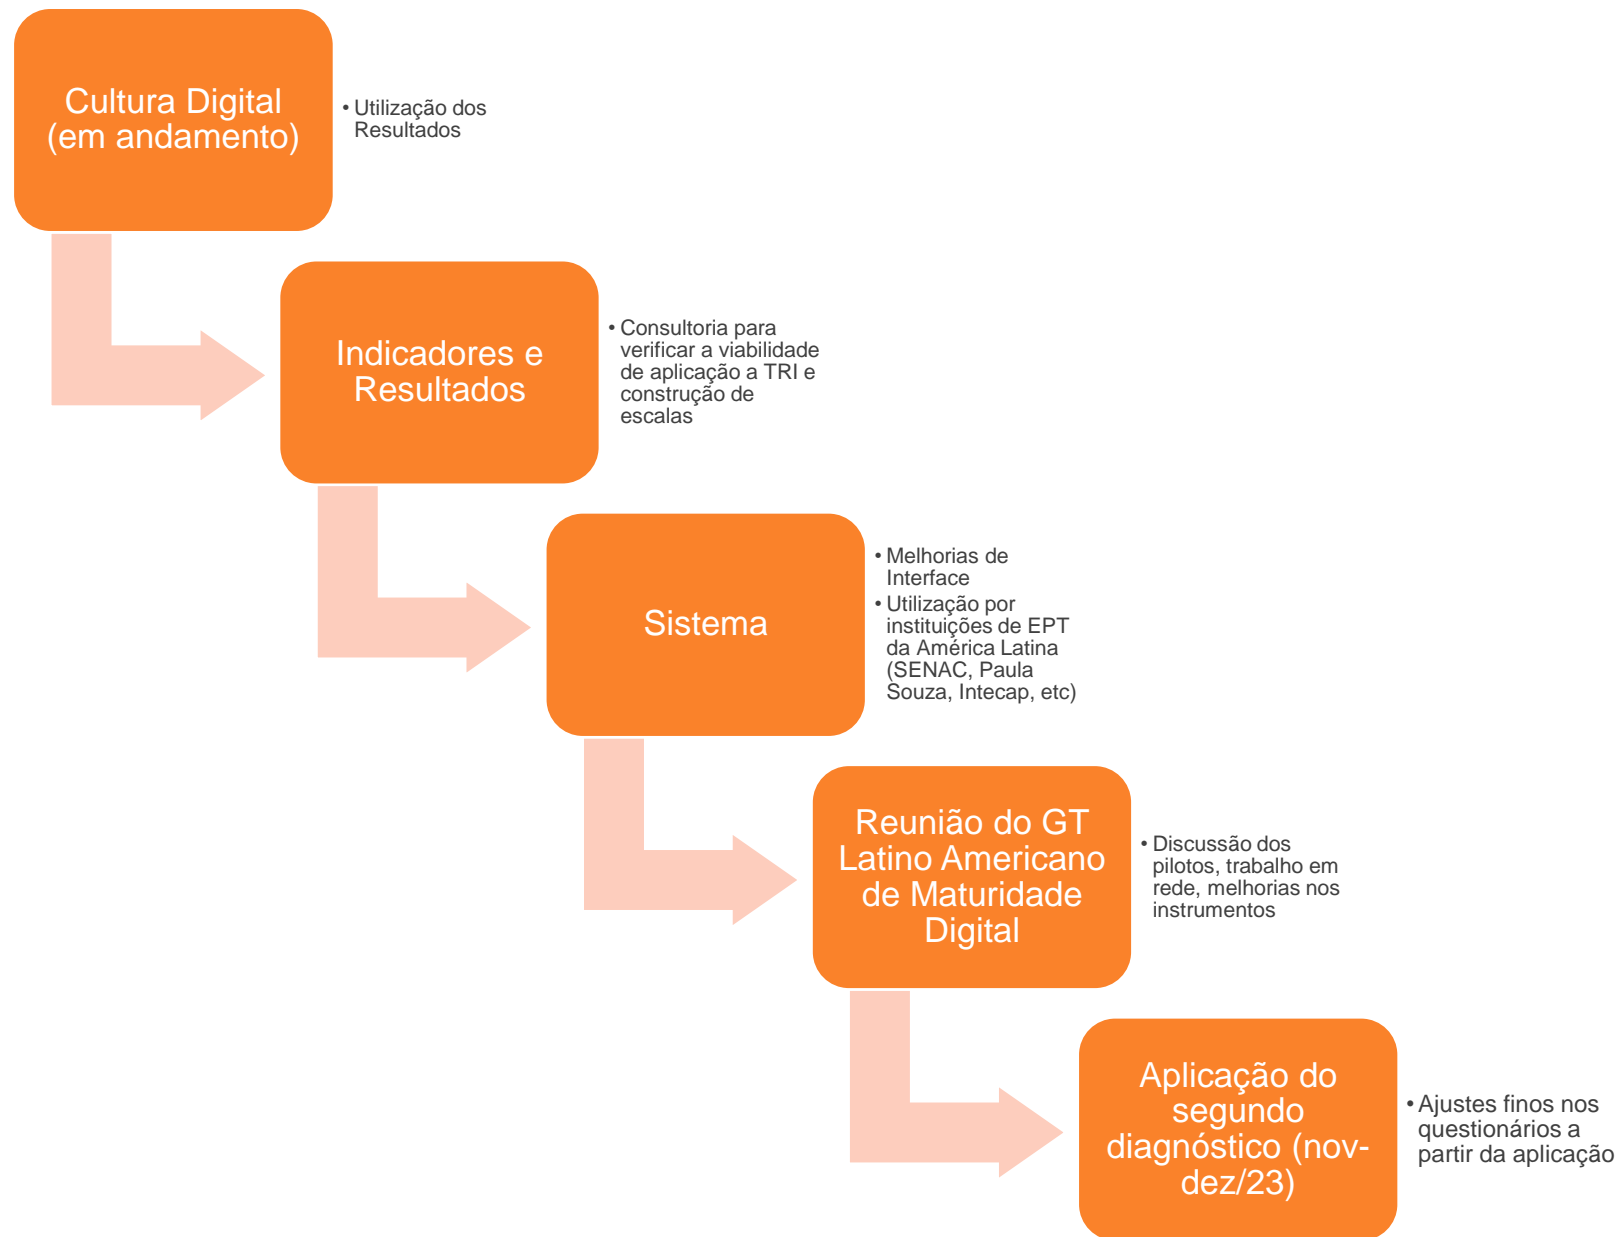 Cultura Digital
(em andamento)
• Utilização dos
Resultados
Indicadores e
Resultados
• Consultoria para
verificar a viabilidade
de aplicação a TRI e
construção de
escalas
Sistema
• Melhorias de
Interface
• Utilização por
instituições de EPT
da América Latina
(SENAC, Paula
Souza, Intecap, etc)
Reunião do GT
Latino Americano
de Maturidade
Digital
• Discussão dos
pilotos, trabalho em
rede, melhorias nos
instrumentos
Aplicação do
segundo
diagnóstico (nov-
dez/23)
• Ajustes finos nos
questionários a
partir da aplicação